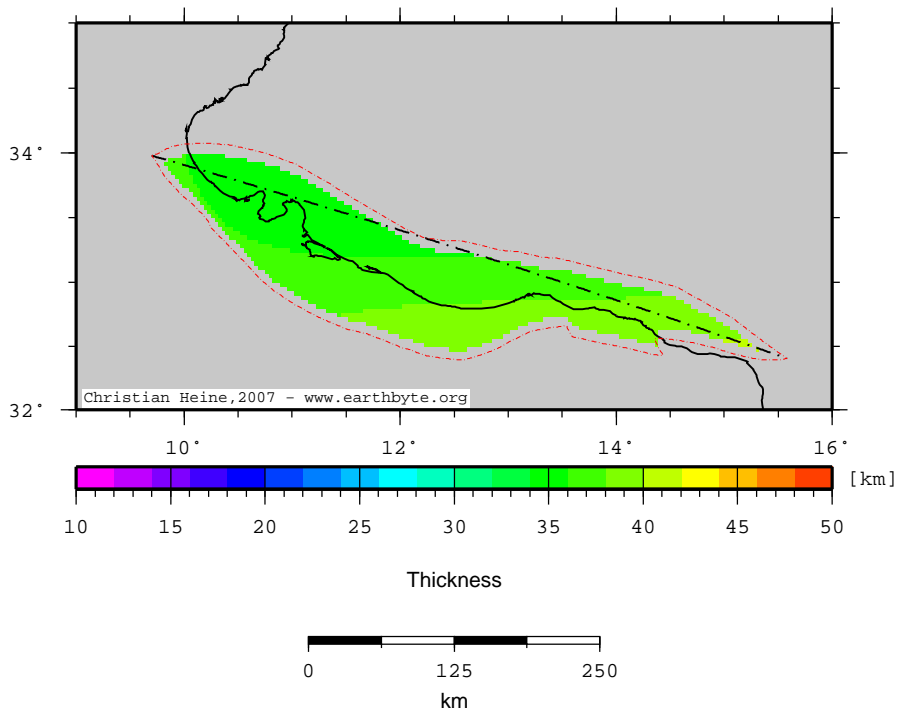 34°
32°
Christian Heine,2007 - www.earthbyte.org
10° 12° 14° 16°
[km]
10 15 20 25 30 35 40 45 50
Thickness
0 125 250
km